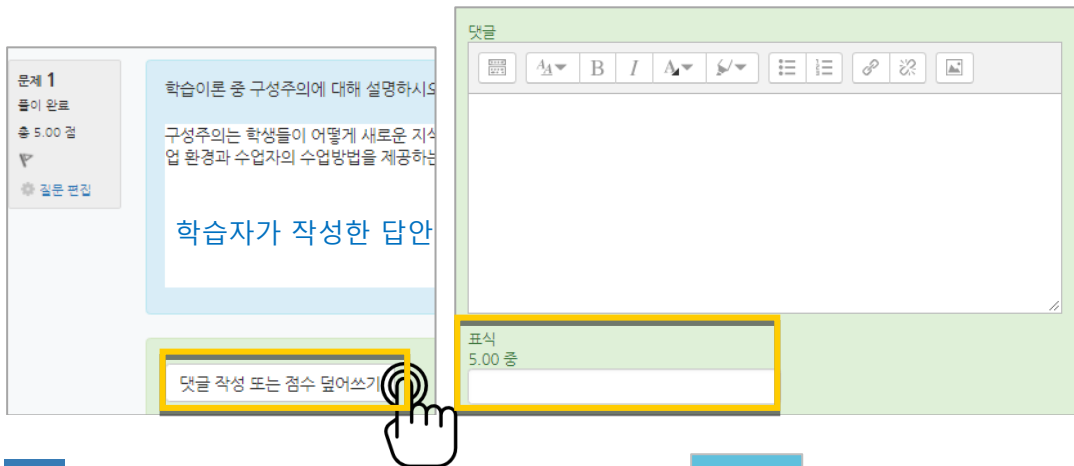 문제 1
풀이 완료
총 5.00 점
질문 편집
학습이론 중 구성주의에 대해 설명하시오
구성주의는 학생들이 어떻게 새로운 지식
업 환경과 수업자의 수업방법을 제공하는
학습자가 작성한 답안
댓글 작성 또는 점수 덮어쓰기
댓글
표식
5.00 중